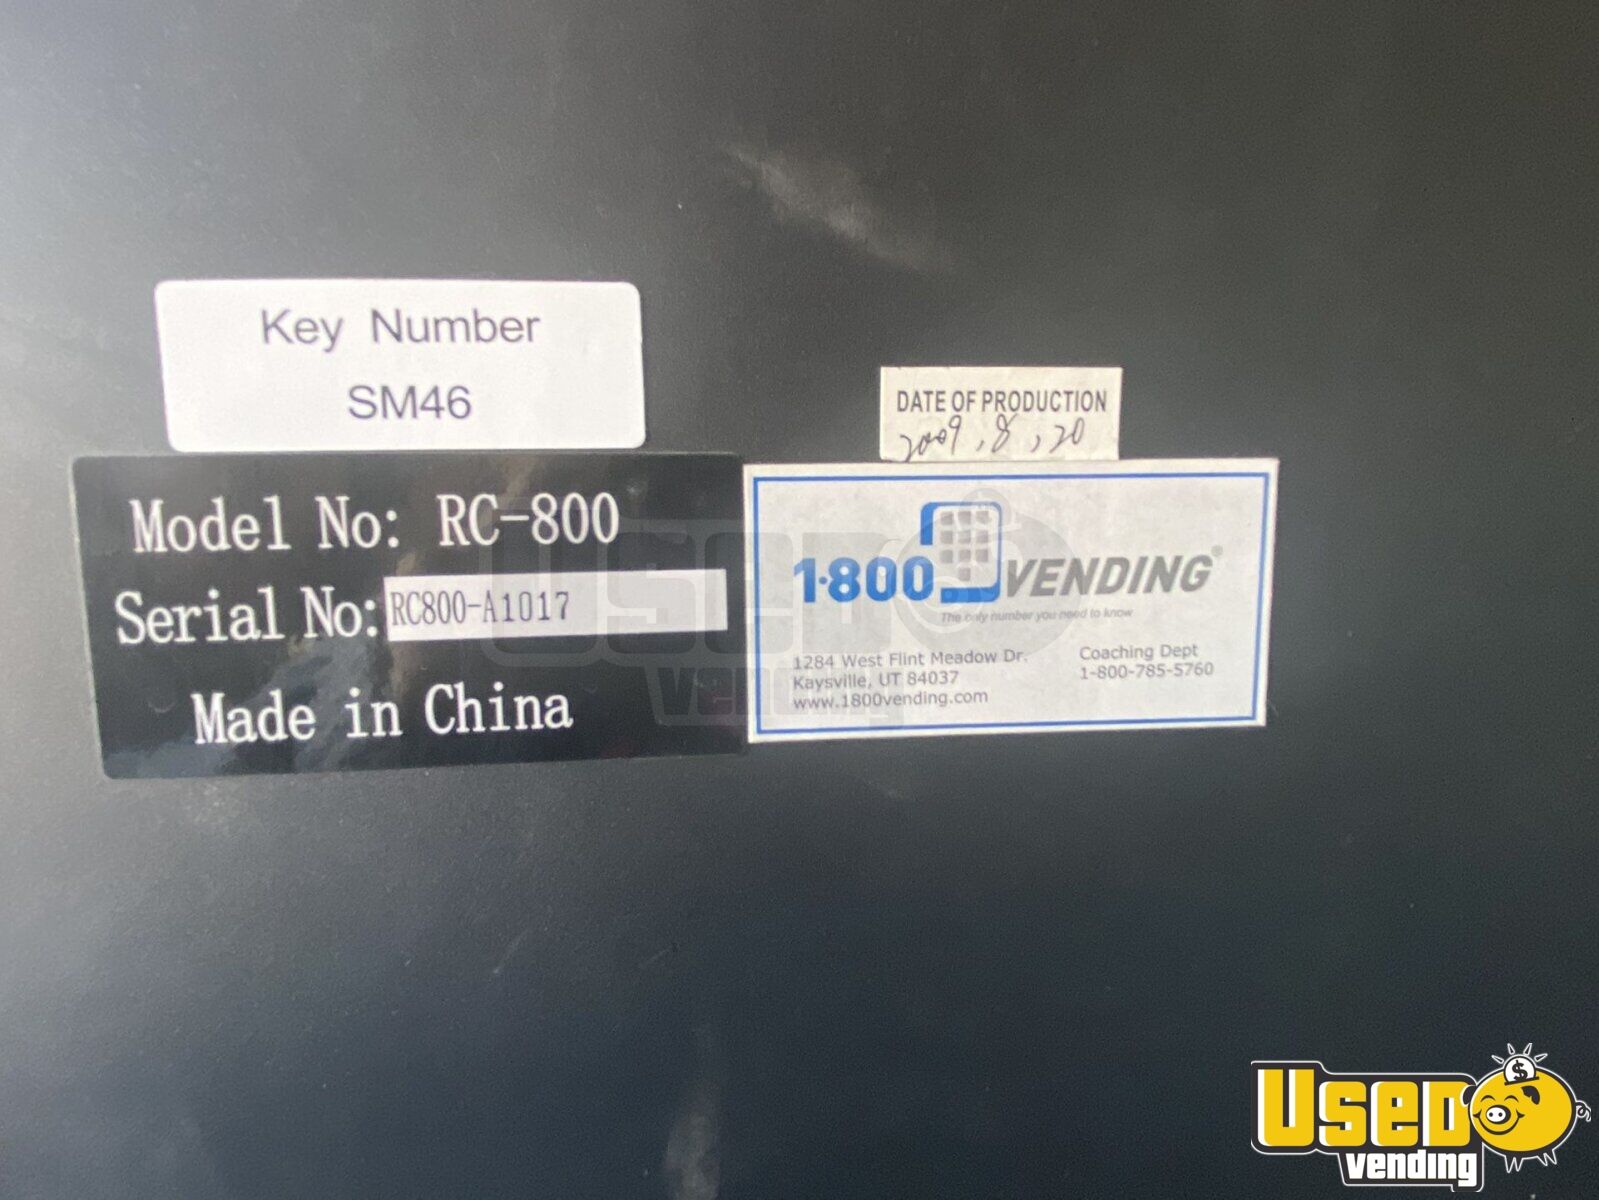 Key Number
SM46
Model No: RC-800
Serial No: RC800-A1017
Made in China
DATE OF PRODUCTION
2009,8,20
1·800 VENDING®
The only number you need to know
1284 West Flint Meadow Dr.
Kaysville, UT 84037
www.1800vending.com
Coaching Dept
1-800-785-5760
USED
vending
$
USED
vending